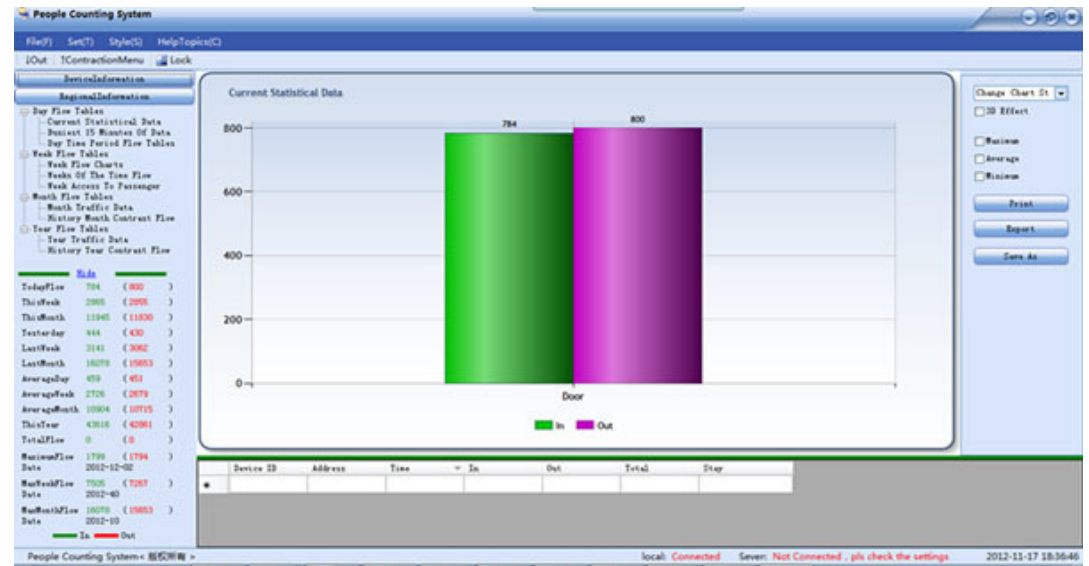 People Counting System
File(F) Set(T) Style(S) HelpTopics(C)
↓Out ↑ContractionMenu Lock
DeviceInformation
RegionalInformation
Day Flow Tables
Current Statistical Data
Busiest 15 Minutes Of Data
Day Time Period Flow Tables
Week Flow Tables
Week Flow Charts
Weeks Of The Time Flow
Week Access To Passenger
Month Flow Tables
Month Traffic Data
History Month Contrast Flow
Year Flow Tables
Year Traffic Data
History Year Contrast Flow
Hide
TodayFlow 784 (800 )
ThisWeek 2965 (2955 )
ThisMonth 11945 (11830 )
Yesterday 444 (430 )
LastWeek 3141 (3062 )
LastMonth 16078 (15853 )
AverageDay 459 (451 )
AverageWeek 2726 (2679 )
AverageMonth 10904 (10715 )
ThisYear 43616 (42861 )
TotalFlow 0 (0 )
MaximumFlow 1799 (1794 )
Date 2012-12-02
MaxWeekFlow 7505 (7267 )
Date 2012-40
MaxMonthFlow 16078 (15853 )
Date 2012-10
In Out
Current Statistical Data
784
800
800
600
400
200
0
Door
In Out
Change Chart St
3D Effect
Maximum
Average
Minimum
Print
Export
Save As
Device ID Address Time In Out Total Stay
People Counting System< 版权所有 >
local: Connected Sever: Not Connected , pls check the settings 2012-11-17 18:36:46